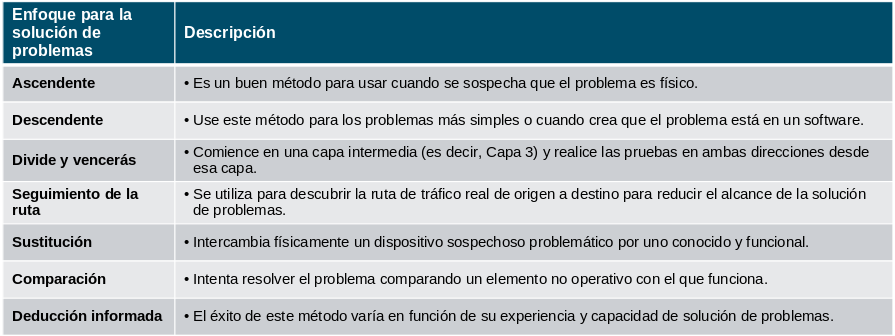 Enfoque para la
solución de
problemas
Descripción
Ascendente
• Es un buen método para usar cuando se sospecha que el problema es físico.
Descendente
• Use este método para los problemas más simples o cuando crea que el problema está en un software.
Divide y vencerás
• Comience en una capa intermedia (es decir, Capa 3) y realice las pruebas en ambas direcciones desde
esa capa.
Seguimiento de la
ruta
• Se utiliza para descubrir la ruta de tráfico real de origen a destino para reducir el alcance de la solución
de problemas.
Sustitución
• Intercambia físicamente un dispositivo sospechoso problemático por uno conocido y funcional.
Comparación
• Intenta resolver el problema comparando un elemento no operativo con el que funciona.
Deducción informada
• El éxito de este método varía en función de su experiencia y capacidad de solución de problemas.